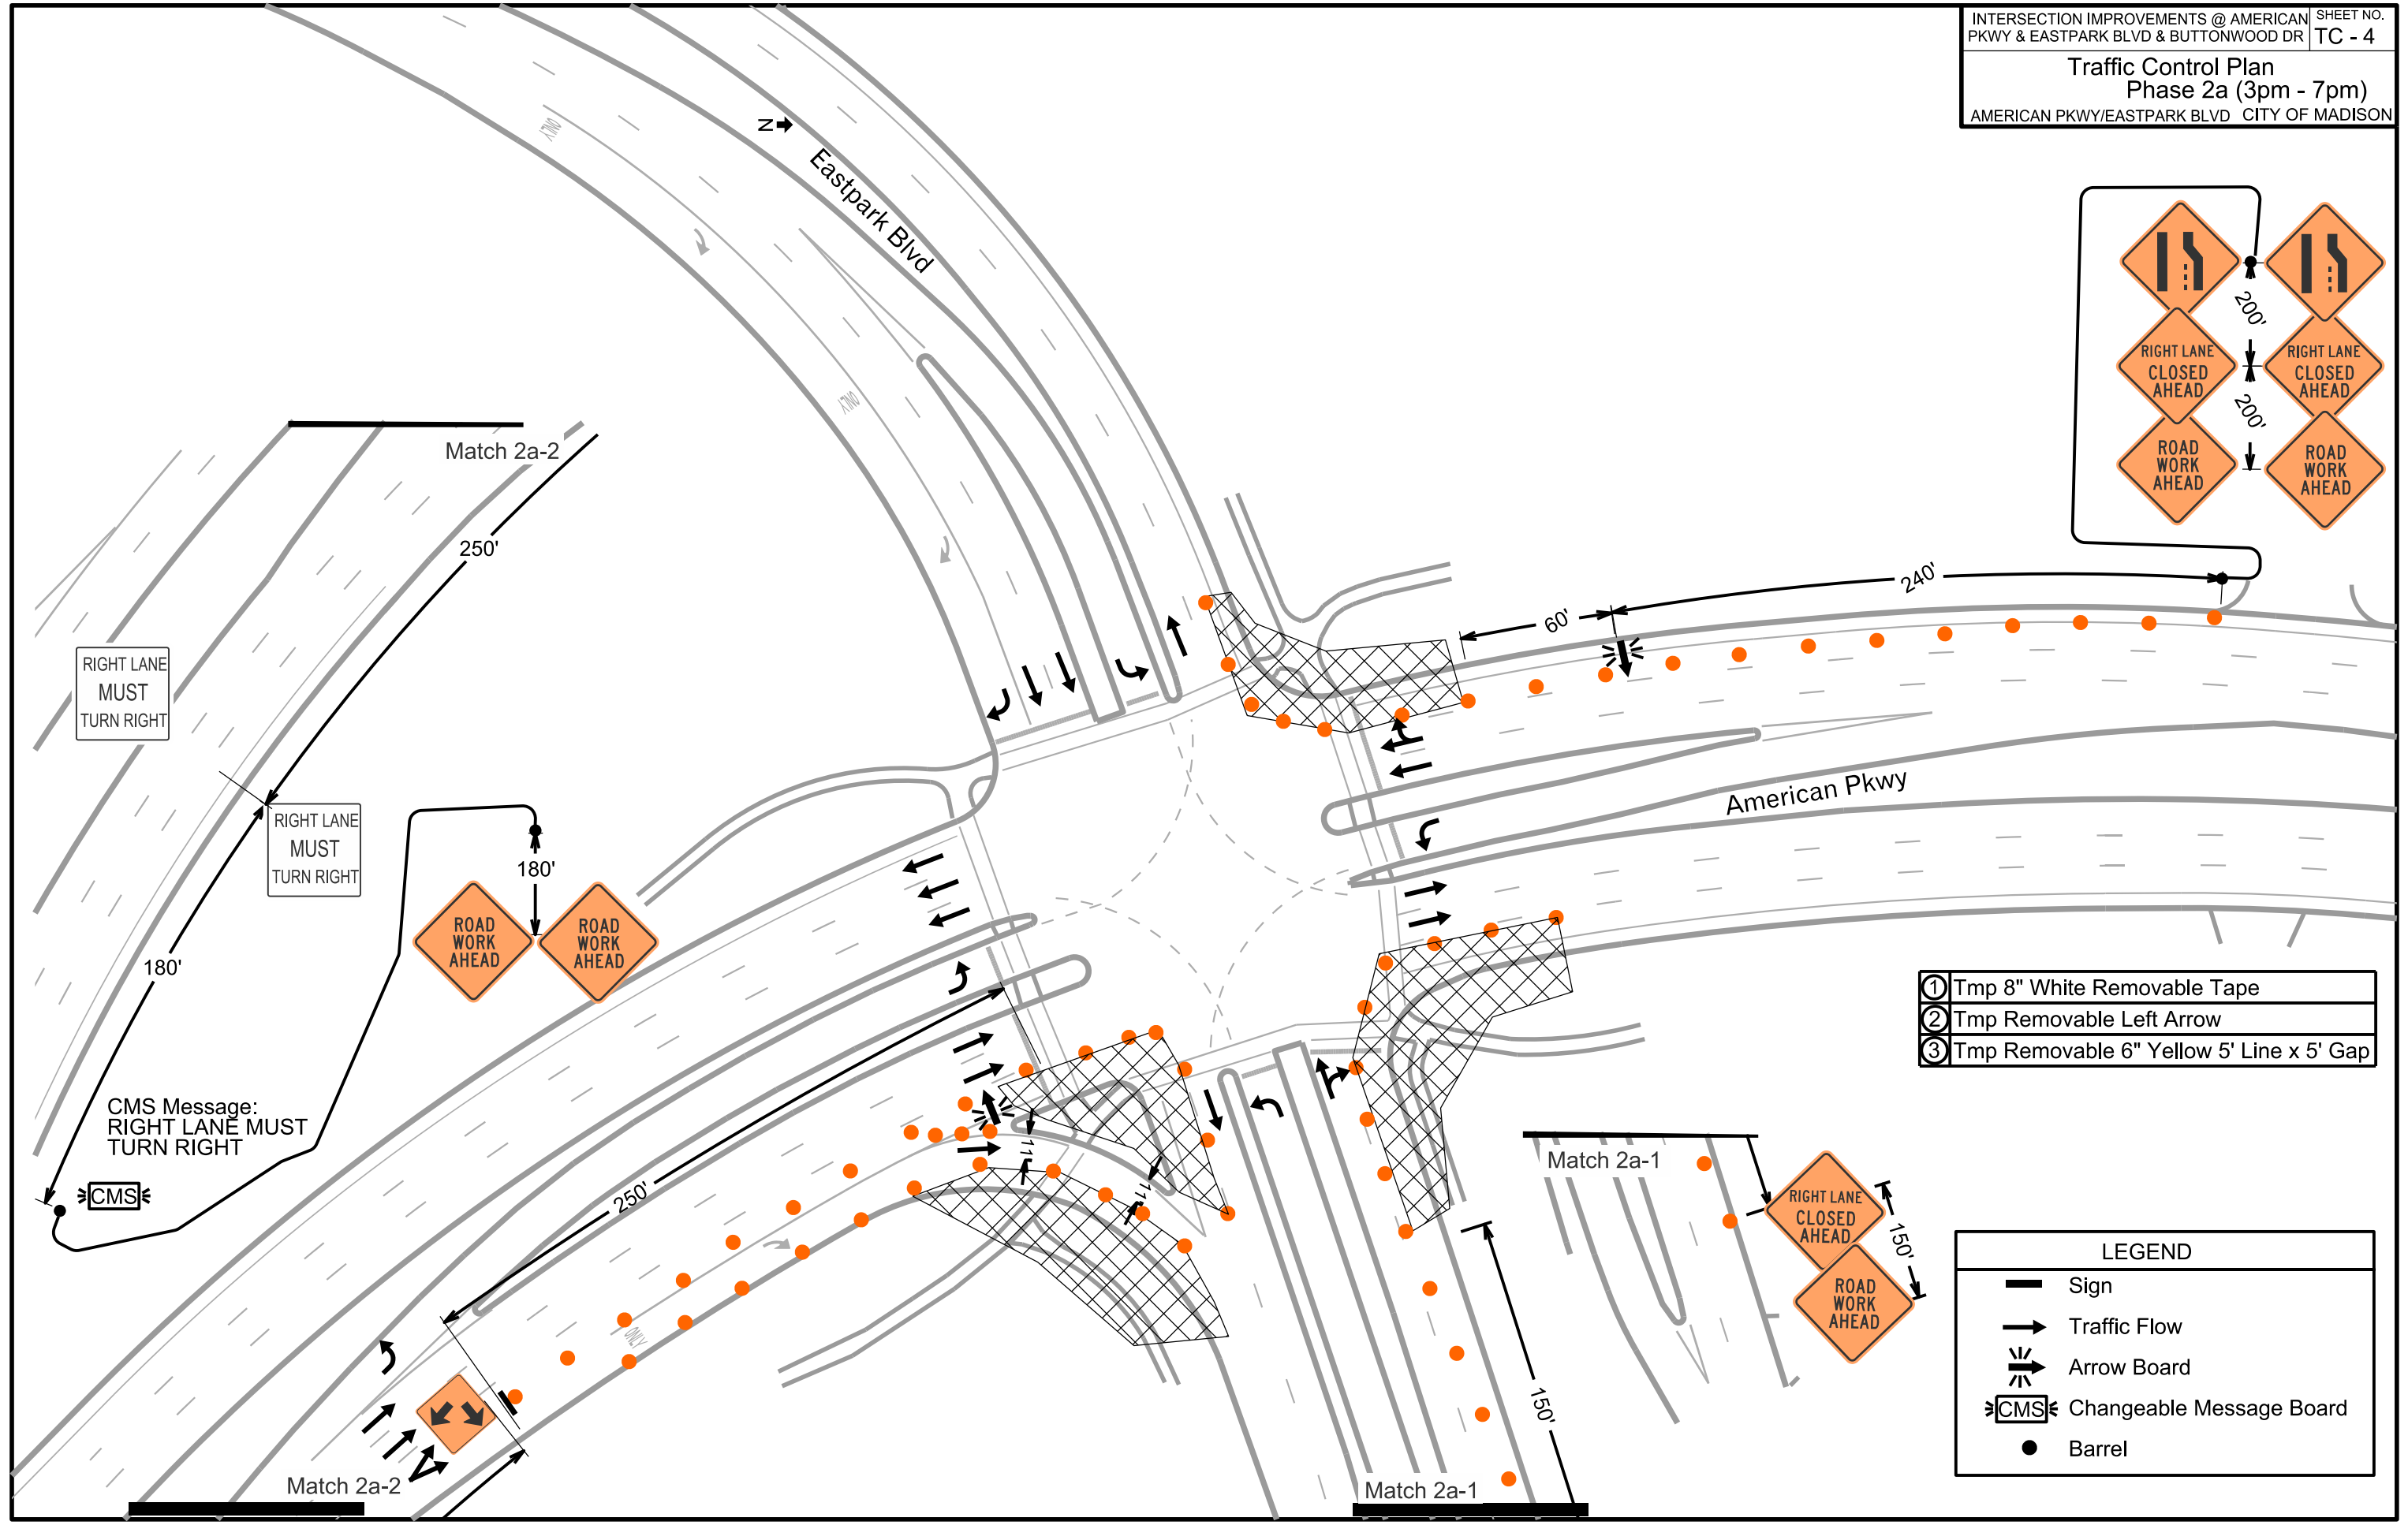 INTERSECTION IMPROVEMENTS @ AMERICAN
PKWY & EASTPARK BLVD & BUTTONWOOD DR
SHEET NO.
TC - 4
Traffic Control Plan
Phase 2a (3pm - 7pm)
AMERICAN PKWY/EASTPARK BLVD CITY OF MADISON
N
Eastpark Blvd
ONLY
ONLY
200'
RIGHT LANE
CLOSED
AHEAD
RIGHT LANE
CLOSED
AHEAD
200'
ROAD
WORK
AHEAD
ROAD
WORK
AHEAD
Match 2a-2
250'
240'
60'
RIGHT LANE
MUST
TURN RIGHT
RIGHT LANE
MUST
TURN RIGHT
American Pkwy
180'
ROAD
WORK
AHEAD
ROAD
WORK
AHEAD
180'
1 Tmp 8" White Removable Tape
2 Tmp Removable Left Arrow
3 Tmp Removable 6" Yellow 5' Line x 5' Gap
CMS Message:
RIGHT LANE MUST
TURN RIGHT
CMS
250'
11'
11'
ONLY
Match 2a-1
RIGHT LANE
CLOSED
AHEAD
150'
ROAD
WORK
AHEAD
LEGEND
Sign
Traffic Flow
Arrow Board
CMS Changeable Message Board
Barrel
150'
Match 2a-2
Match 2a-1